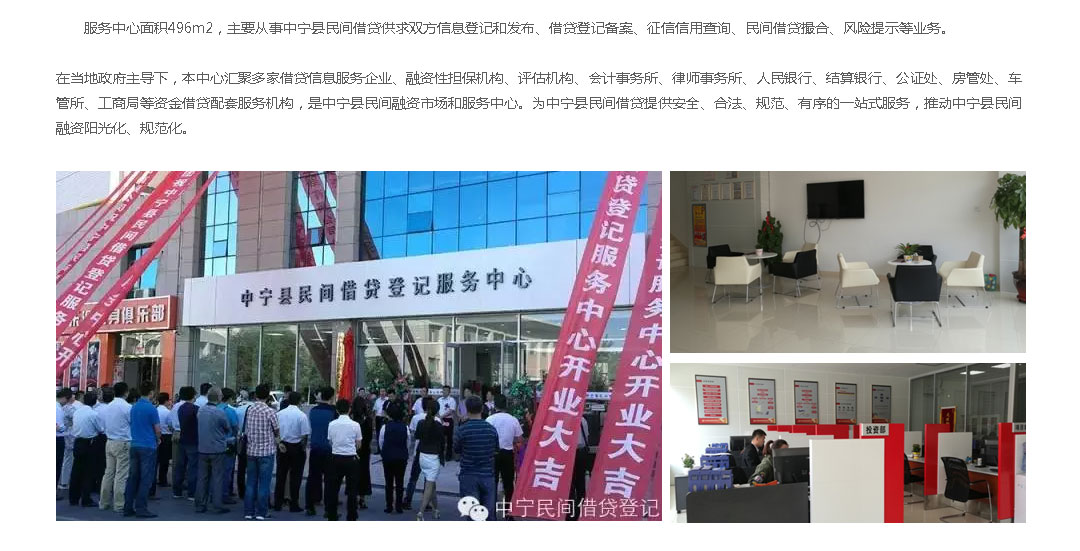 服务中心面积496m2，主要从事中宁县民间借贷供求双方信息登记和发布、借贷登记备案、征信信用查询、民间借贷撮合、风险提示等业务。
在当地政府主导下，本中心汇聚多家借贷信息服务企业、融资性担保机构、评估机构、会计事务所、律师事务所、人民银行、结算银行、公证处、房管处、车
管所、工商局等资金借贷配套服务机构，是中宁县民间融资市场和服务中心。为中宁县民间借贷提供安全、合法、规范、有序的一站式服务，推动中宁县民间
融资阳光化、规范化。
中宁县民间借贷登记服务中心
贷登记服务中心开业大吉
服务中心开业大吉
中宁县民间借贷登记服务
俱乐部
投资部
中宁民间借贷登记